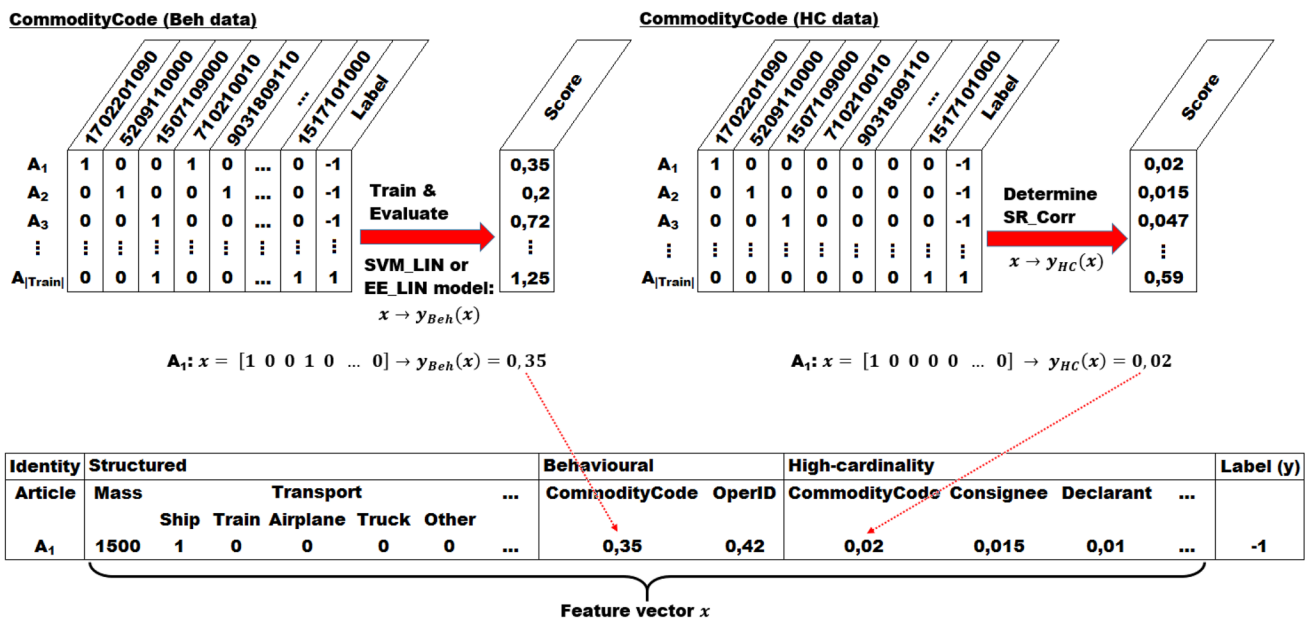 CommodityCode (Beh data)
1702201090 5209110000 1507109000 710210010 9031809110 ... 1517101000 Label
Score
A1 1 0 0 1 0 ... 0 -1 0,35
A2 0 1 0 0 1 ... 0 -1 0,2
A3 0 0 1 0 0 ... 0 -1 0,72
⋮ ⋮ ⋮ ⋮ ⋮ ⋮ ⋮ ⋮ ⋮
A|Train| 0 0 1 0 0 ... 1 1 1,25
Train &
Evaluate
SVM_LIN or
EE_LIN model:
x → yBeh(x)
A1: x = [1 0 0 1 0 ... 0] → yBeh(x) = 0,35
CommodityCode (HC data)
1702201090 5209110000 1507109000 710210010 9031809110 ... 1517101000 Label
Score
A1 1 0 0 0 0 0 0 -1 0,02
A2 0 1 0 0 0 0 0 -1 0,015
A3 0 0 1 0 0 0 0 -1 0,047
⋮ ⋮ ⋮ ⋮ ⋮ ⋮ ⋮ ⋮ ⋮ ⋮
A|Train| 0 0 0 0 0 0 1 1 0,59
Determine
SR_Corr
x → yHC(x)
A1: x = [1 0 0 0 0 ... 0] → yHC(x) = 0,02
Identity Structured Behavioural High-cardinality Label (y)
Article Mass Transport ... CommodityCode OperID CommodityCode Consignee Declarant ...
Ship Train Airplane Truck Other
A1 1500 1 0 0 0 0 ... 0,35 0,42 0,02 0,015 0,01 ... -1
Feature vector x